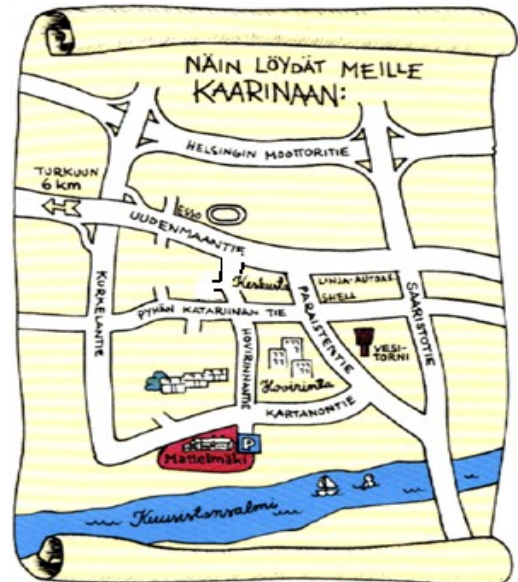 NÄIN LÖYDÄT MEILLE
KAARINAAN:
HELSINGIN MOOTTORITIE
TURKUUN
6 km
ESSO
UUDENMAANTIE
Keskusta
LINJA-AUTOAS.
SHELL
KURKELANTIE
PYHÄN KATARIINAN TIE
PARAISTENTIE
SAARISTOTIE
HOVIRINNANTIE
VESI-
TORNI
Hovirinta
KARTANONTIE
P
Mattelmäki
Kuusistonsalmi